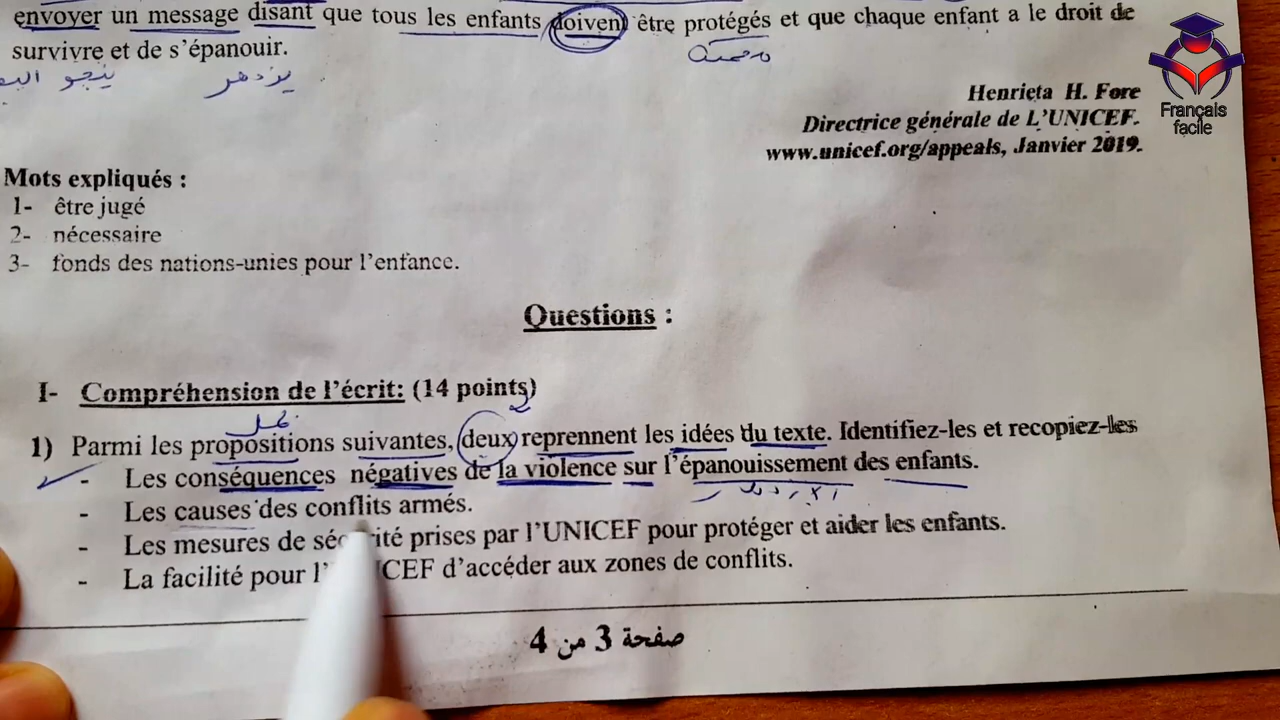 envoyer un message disant que tous les enfants doivent être protégés et que chaque enfant a le droit de
survivre et de s’épanouir.
يزدهر
ينجو
Français
facile
Henrieta H. Fore
Directrice générale de L’UNICEF.
www.unicef.org/appeals, Janvier 2019.
Mots expliqués :
1- être jugé
2- nécessaire
3- fonds des nations-unies pour l’enfance.
Questions :
I- Compréhension de l’écrit: (14 points)
2
1) Parmi les propositions suivantes, deux reprennent les idées du texte. Identifiez-les et recopiez-les
- Les conséquences négatives de la violence sur l’épanouissement des enfants.
- Les causes des conflits armés.
- Les mesures de sécurité prises par l’UNICEF pour protéger et aider les enfants.
- La facilité pour l’UNICEF d’accéder aux zones de conflits.
صفحة 3 من 4